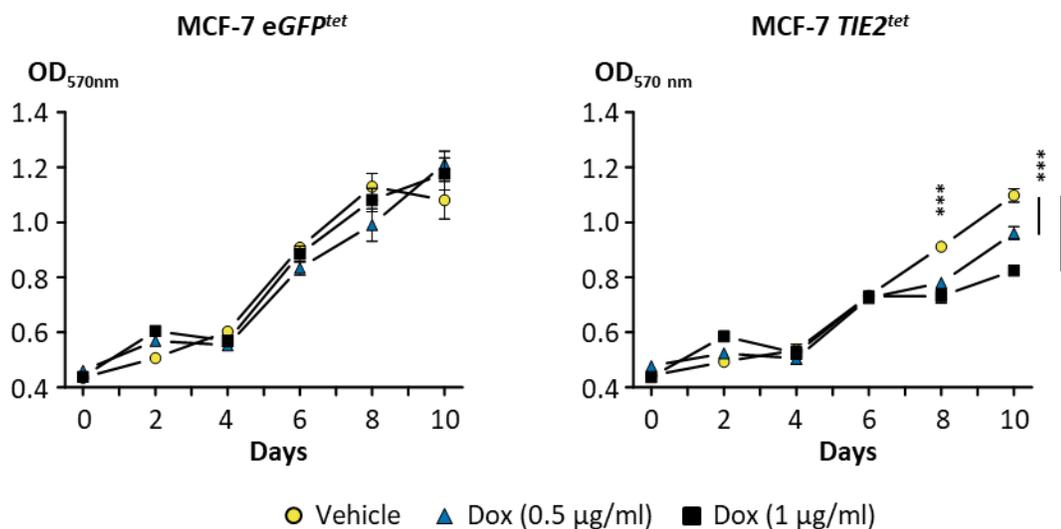 MCF-7 eGFPtet
MCF-7 TIE2tet
OD570nm
1.4
1.2
1.0
0.8
0.6
0.4
0 2 4 6 8 10
Days
OD570 nm
1.4
1.2
1.0
0.8
0.6
0.4
***
***
0 2 4 6 8 10
Days
Vehicle Dox (0.5 µg/ml) Dox (1 µg/ml)